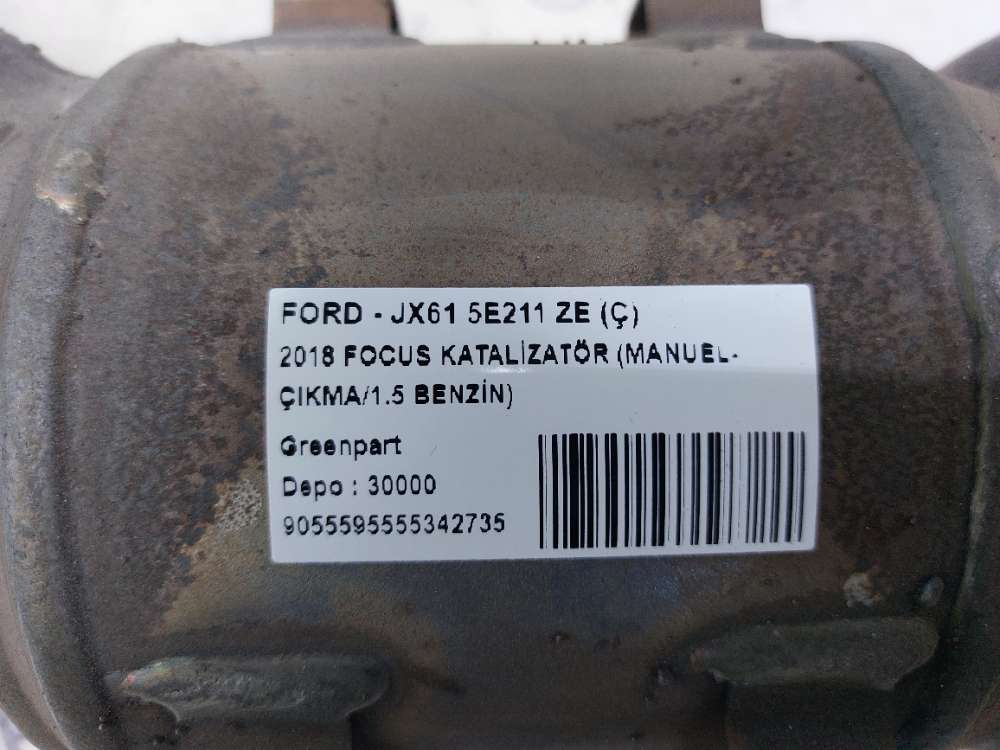 FORD - JX61 5E211 ZE (Ç)
2018 FOCUS KATALİZATÖR (MANUEL-
ÇIKMA/1.5 BENZİN)
Greenpart
Depo : 30000
9055595555342735